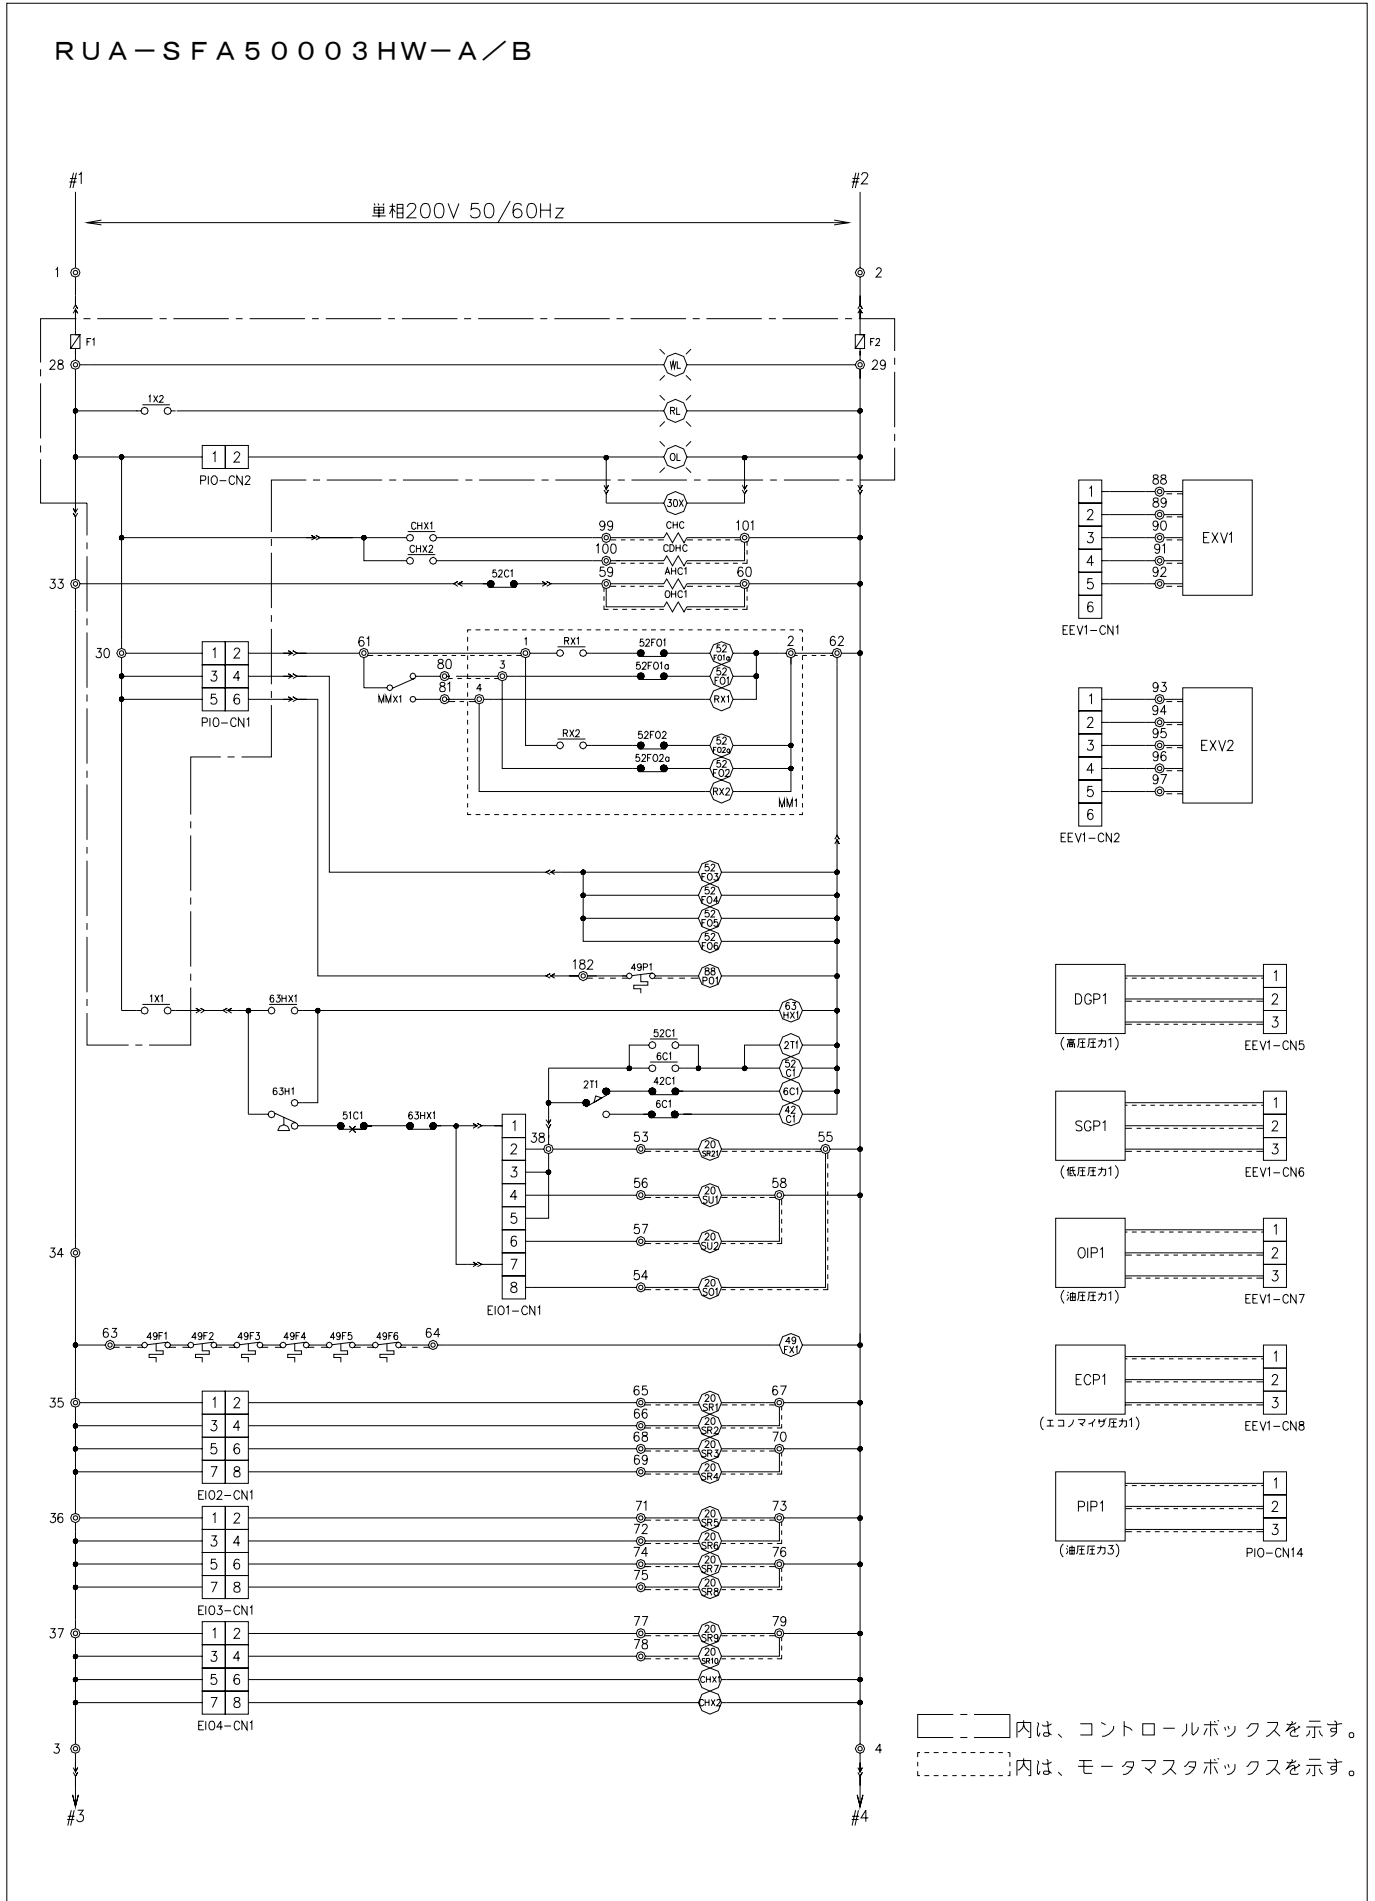 RUA－SFA50003HW－A／B
#1 #2
単相200V 50/60Hz
1 2
F1 F2
28 WL 29
1X2 RL
1 2 OL
PIO-CN2
30X
CHX1 99 CHC 101
CHX2 100 CDHC
33 52C1 59 AHC1 60
OHC1
30 1 2 61 1 RX1 52FO1 52 FO1a 2 62
3 4 80 3 52FO1a 52 FO1
5 6 MMX1 81 4 RX1
PIO-CN1
RX2 52FO2 52 FO2a
52FO2a 52 FO2
RX2 MM1
52 FO3
52 FO4
52 FO5
52 FO6
182 49P1 88 PO1
1X1 63HX1 63 HX1
52C1 2T1
6C1 52 C1
2T1 42C1 6C1
63H1 6C1 42 C1
51C1 63HX1 1
2 38 53 20 SR21 55
3
4 56 20 SU1 58
5
6 57 20 SU2
7
8 54 20 SO1
EIO1-CN1
34
63 49F1 49F2 49F3 49F4 49F5 49F6 64 49 FX1
35 1 2 65 20 SR1 67
3 4 66 20 SR2
5 6 68 20 SR3 70
7 8 69 20 SR4
EIO2-CN1
36 1 2 71 20 SR5 73
3 4 72 20 SR6
5 6 74 20 SR7 76
7 8 75 20 SR8
EIO3-CN1
37 1 2 77 20 SR9 79
3 4 78 20 SR10
5 6 CHX1
7 8 CHX2
EIO4-CN1
3 4
#3 #4
1 88
2 89
3 90 EXV1
4 91
5 92
6
EEV1-CN1
1 93
2 94
3 95 EXV2
4 96
5 97
6
EEV1-CN2
1
DGP1 2
3
(高圧圧力1) EEV1-CN5
1
SGP1 2
3
(低圧圧力1) EEV1-CN6
1
OIP1 2
3
(油圧圧力1) EEV1-CN7
1
ECP1 2
3
(エコノマイザ圧力1) EEV1-CN8
1
PIP1 2
3
(油圧圧力3) PIO-CN14
内は、コントロールボックスを示す。
内は、モータマスタボックスを示す。